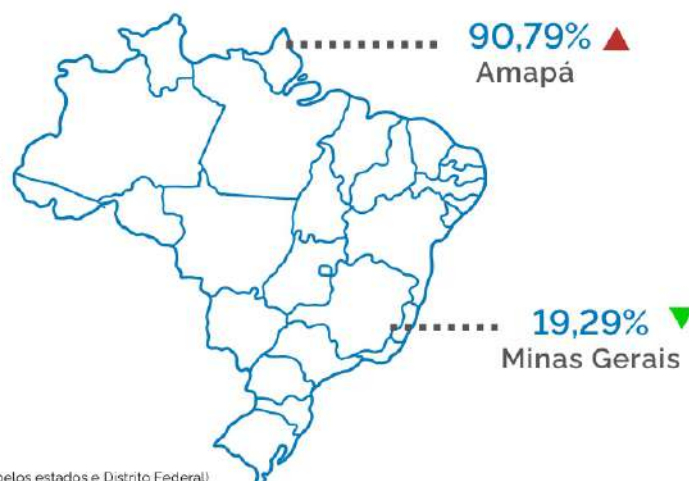 90,79%
Amapá
19,29%
Minas Gerais
pelos estados e Distrito Federal)